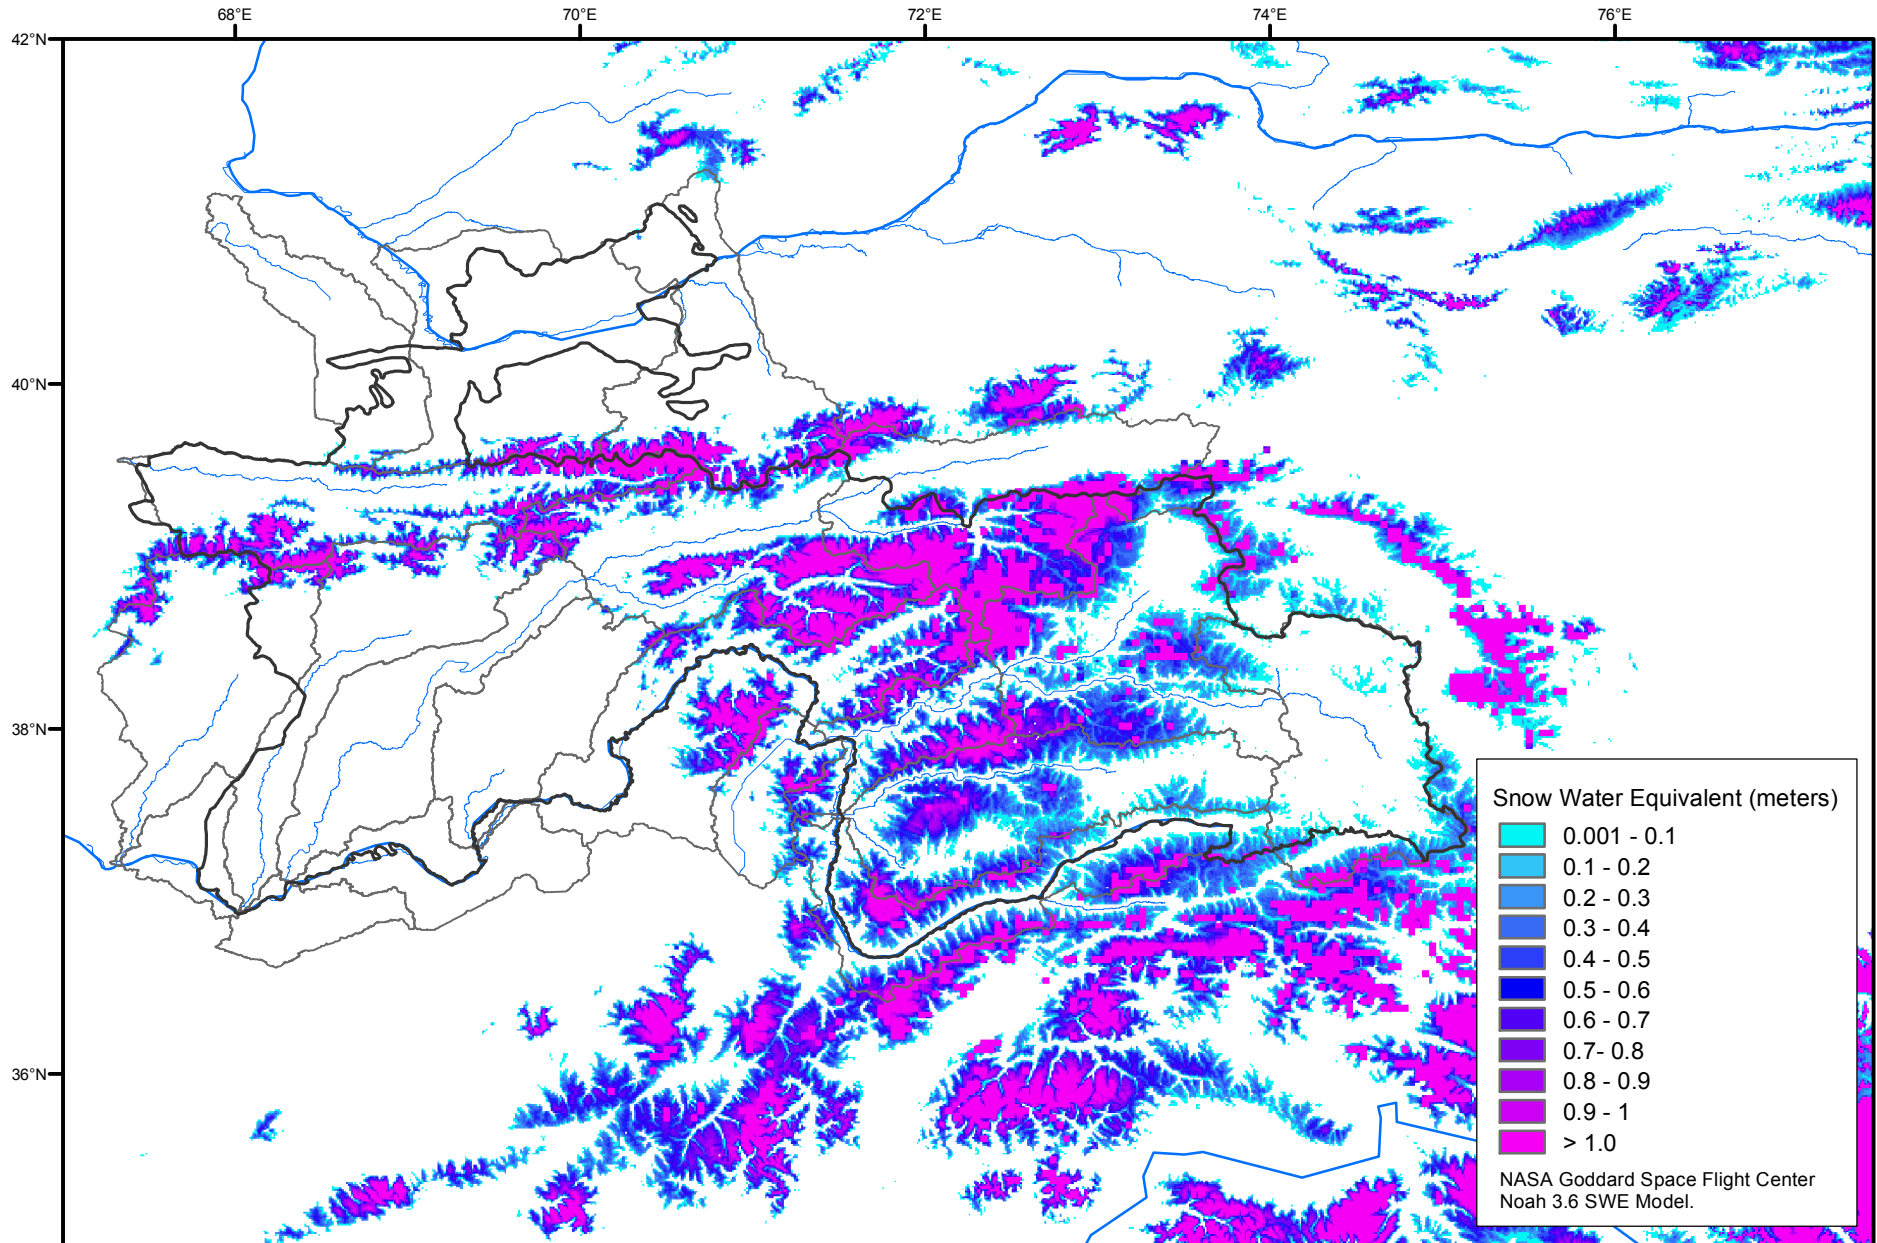 68°E 70°E 72°E 74°E 76°E
42°N
40°N
38°N
36°N
Snow Water Equivalent (meters)
0.001 - 0.1
0.1 - 0.2
0.2 - 0.3
0.3 - 0.4
0.4 - 0.5
0.5 - 0.6
0.6 - 0.7
0.7- 0.8
0.8 - 0.9
0.9 - 1
> 1.0
NASA Goddard Space Flight Center
Noah 3.6 SWE Model.